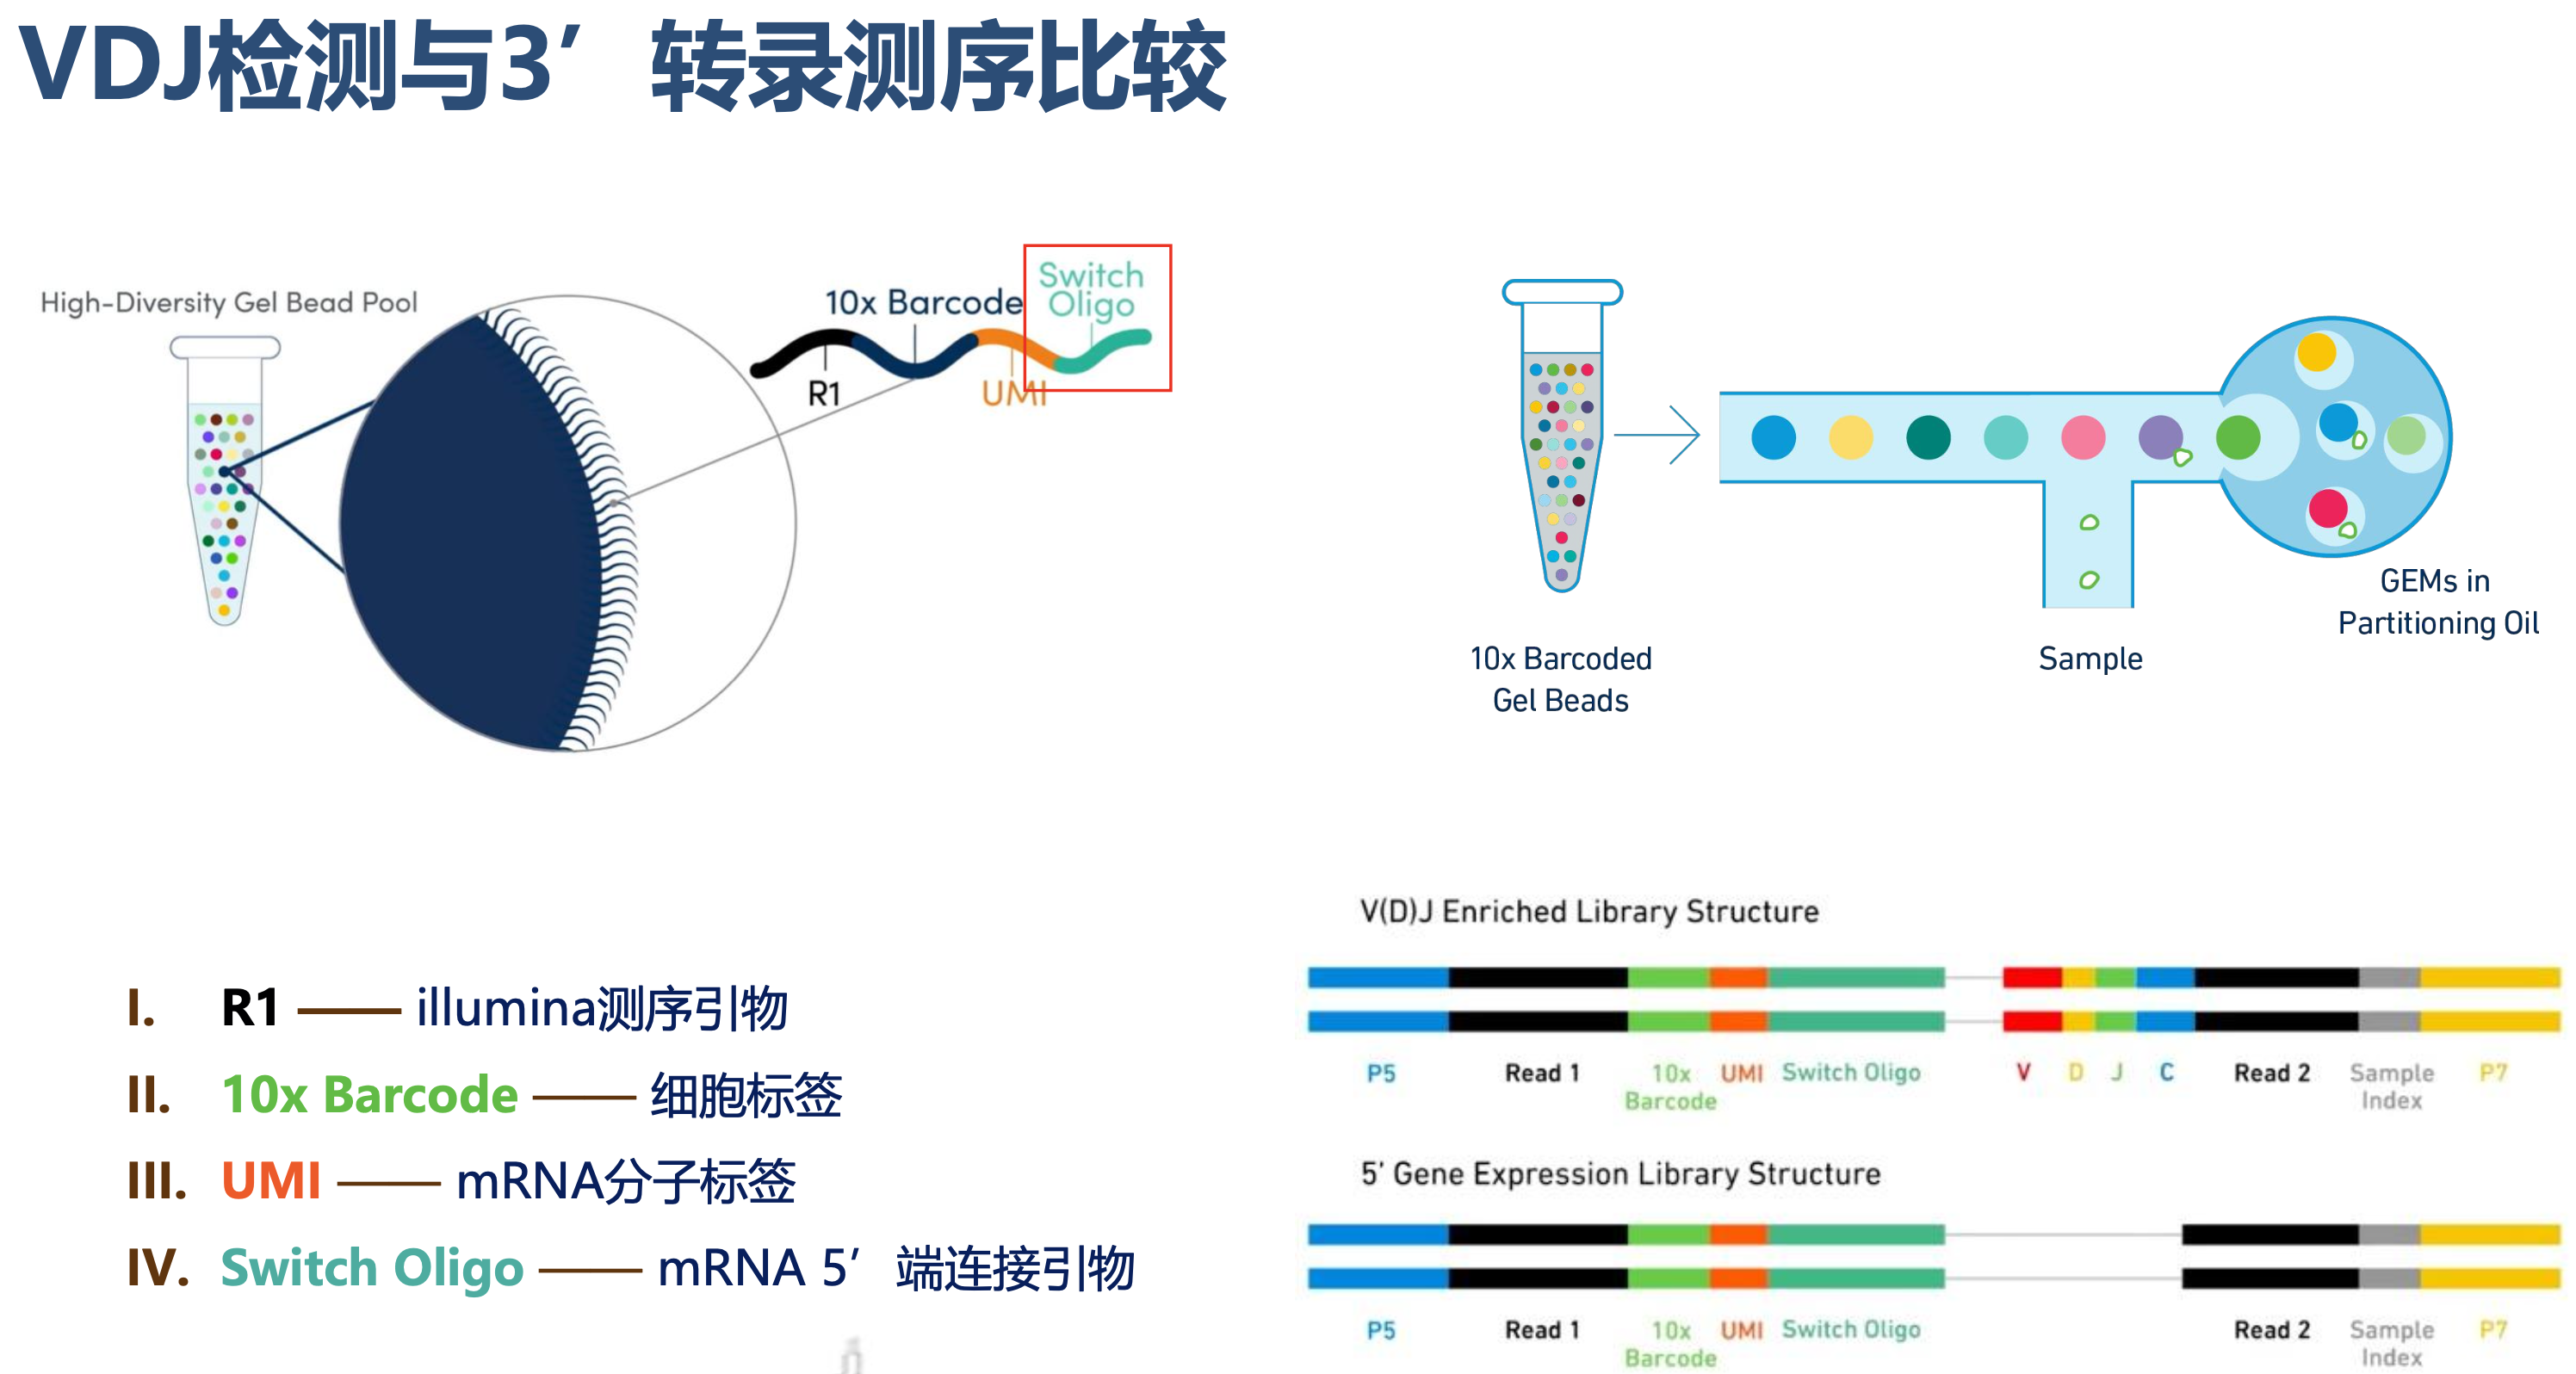 VDJ检测与3’转录测序比较
High-Diversity Gel Bead Pool
10x Barcode
Switch
Oligo
R1
UMI
10x Barcoded
Gel Beads
Sample
GEMs in
Partitioning Oil
I. R1 —— illumina测序引物
II. 10x Barcode —— 细胞标签
III. UMI —— mRNA分子标签
IV. Switch Oligo —— mRNA 5’端连接引物
V(D)J Enriched Library Structure
P5 Read 1 10x Barcode UMI Switch Oligo V D J C Read 2 Sample Index P7
5’ Gene Expression Library Structure
P5 Read 1 10x Barcode UMI Switch Oligo Read 2 Sample Index P7